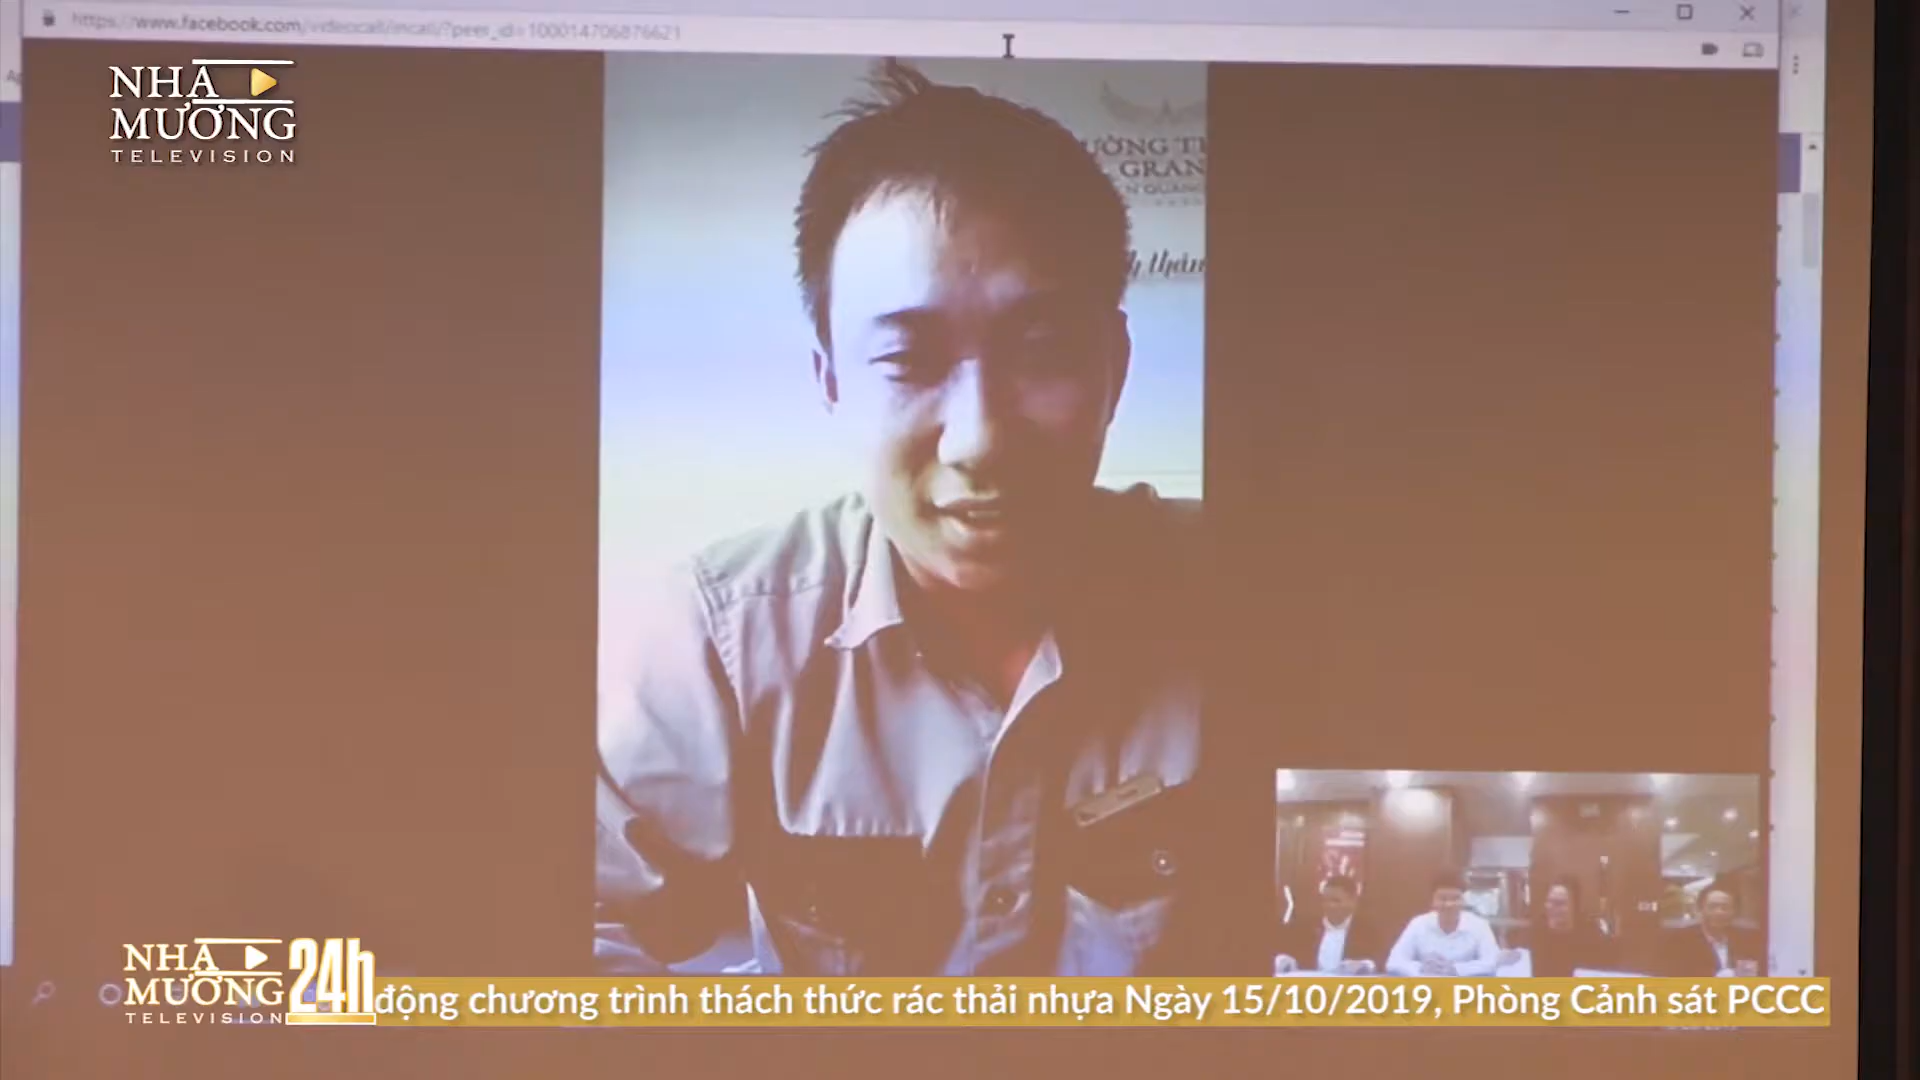 https://www.facebook.com/videocall/incall/?peer_id=100014706876621
NHÀ
MƯỜNG
TELEVISION
GRAN
NHÀ
MƯỜNG
TELEVISION
24h
động chương trình thách thức rác thải nhựa Ngày 15/10/2019, Phòng Cảnh sát PCCC